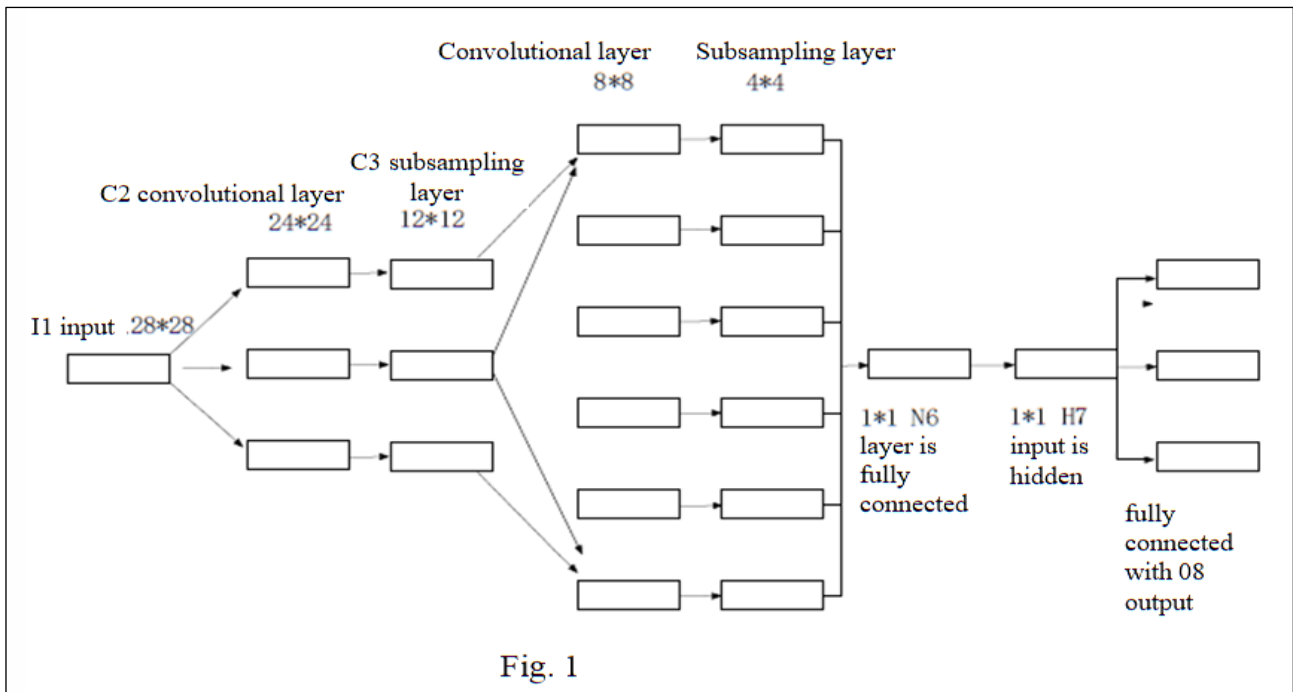 Convolutional layer
8*8
Subsampling layer
4*4
C3 subsampling
layer
12*12
C2 convolutional layer
24*24
I1 input .28*28
1*1 N6
layer is
fully
connected
1*1 H7
input is
hidden
fully
connected
with 08
output
Fig. 1